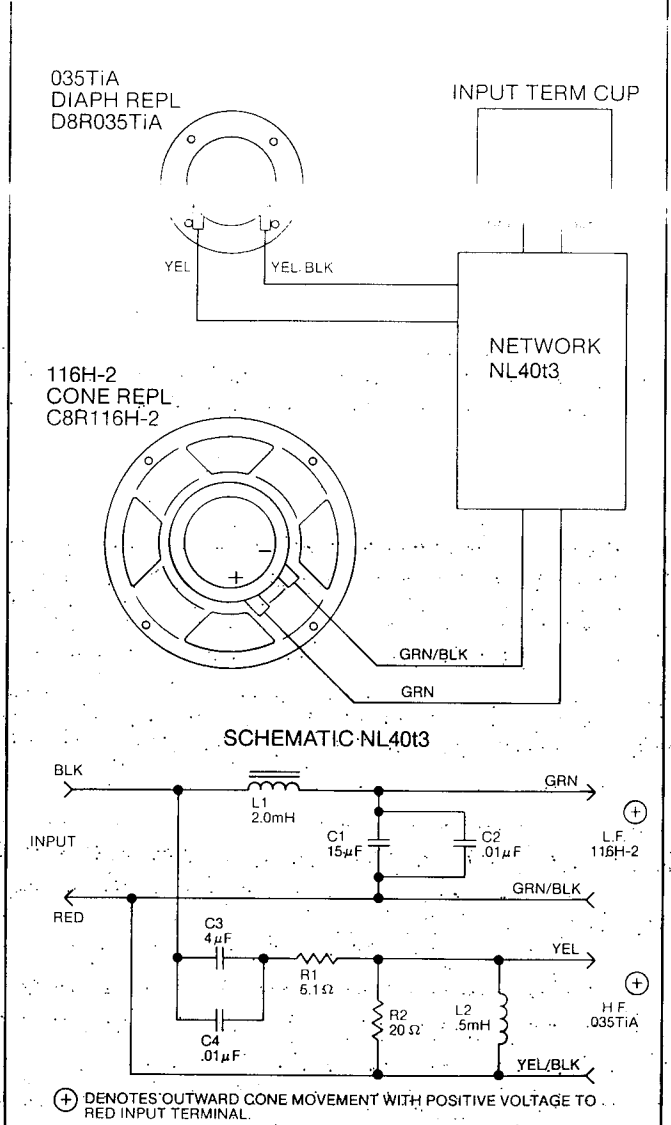 035TiA
DIAPH REPL
D8R035TiA
INPUT TERM CUP
YEL
YEL-BLK
NETWORK
NL40t3
116H-2
CONE REPL
C8R116H-2
-
+
GRN/BLK
GRN
SCHEMATIC NL40t3
BLK
GRN
L1
2.0mH
+
INPUT
C1
15µF
C2
.01µF
L.F.
116H-2
GRN/BLK
RED
C3
4µF
YEL
R1
5.1Ω
+
R2
20Ω
L2
.5mH
H F
035TiA
C4
.01µF
YEL/BLK
+ DENOTES OUTWARD CONE MOVEMENT WITH POSITIVE VOLTAGE TO
RED INPUT TERMINAL.